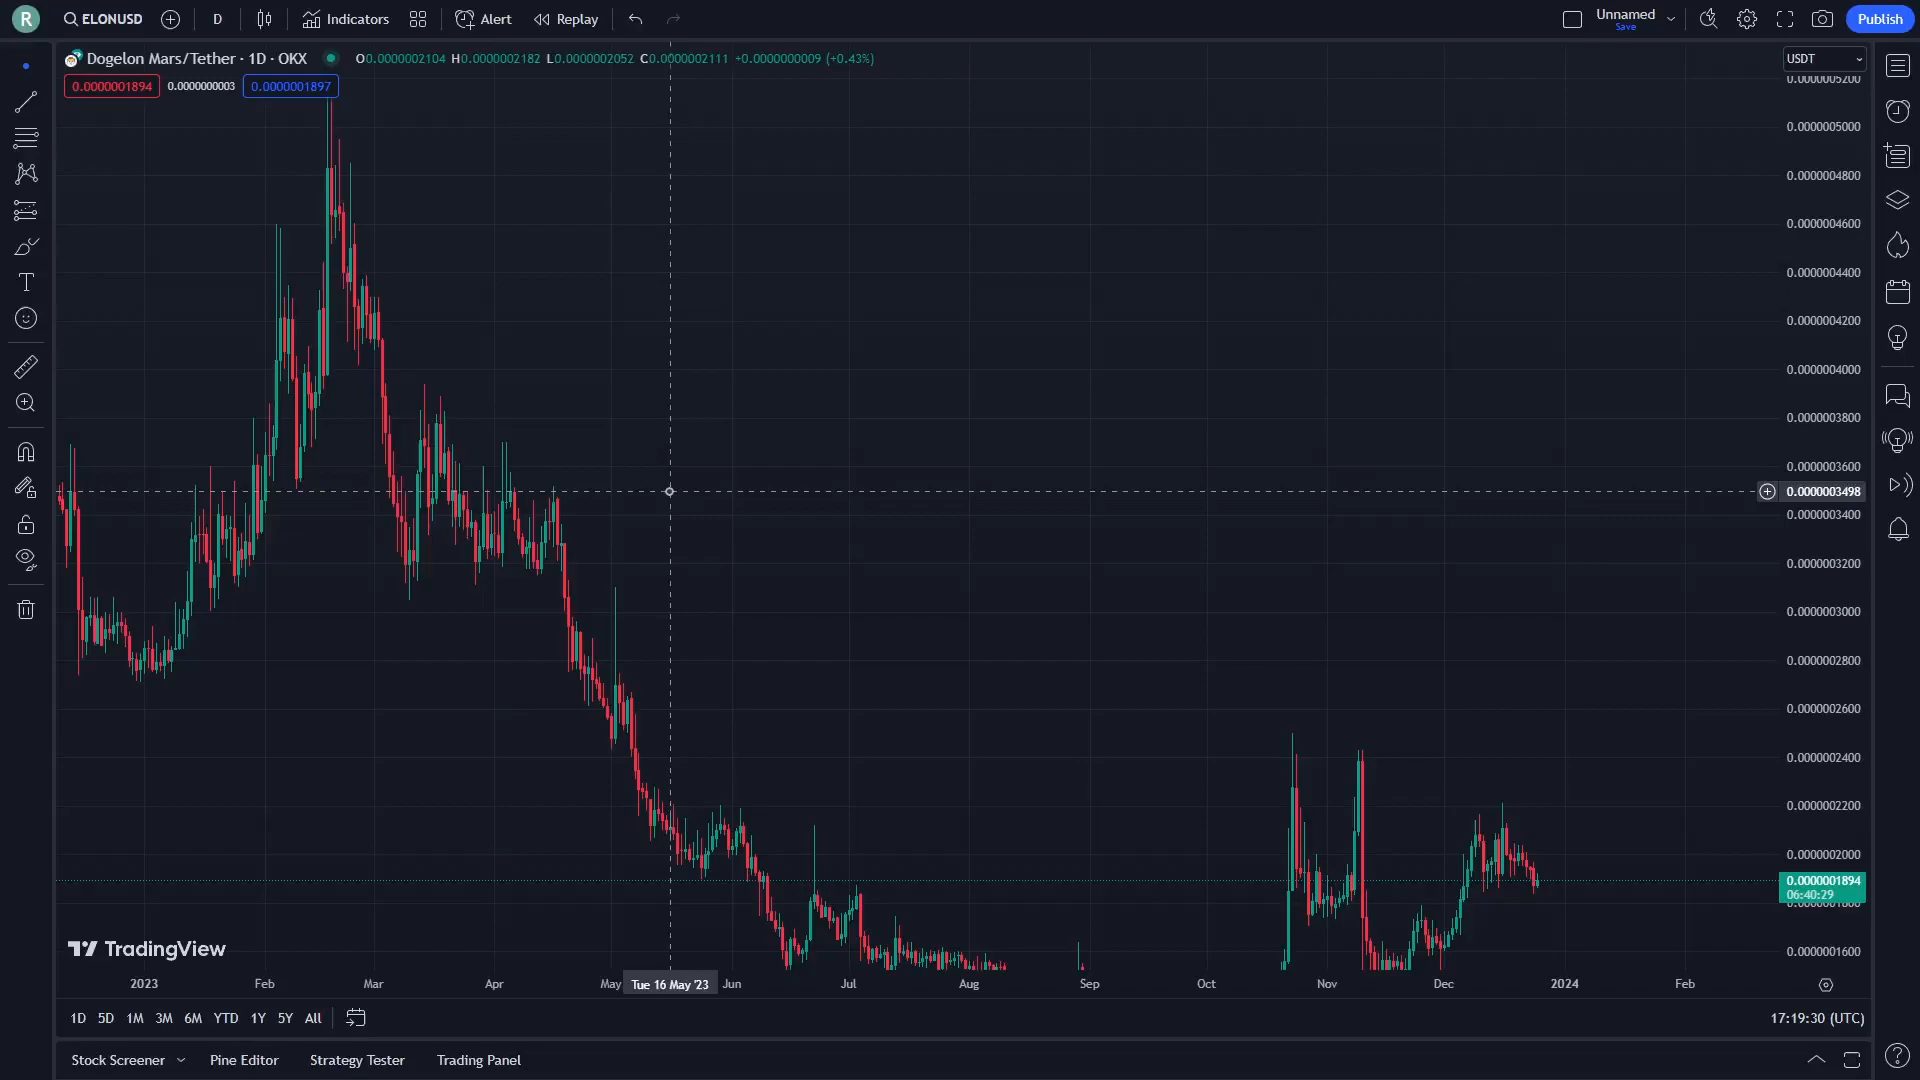 R
ELONUSD
D
Indicators
Alert
Replay
Unnamed
Save
Publish
Dogelon Mars/Tether · 1D · OKX
O0.0000002104 H0.0000002182 L0.0000002052 C0.0000002111 +0.0000000009 (+0.43%)
USDT
0.0000001894
0.0000000003
0.0000001897
0.0000005200
0.0000005000
0.0000004800
0.0000004600
0.0000004400
0.0000004200
0.0000004000
0.0000003800
0.0000003600
0.0000003498
0.0000003400
0.0000003200
0.0000003000
0.0000002800
0.0000002600
0.0000002400
0.0000002200
0.0000002000
0.0000001894
06:40:29
0.0000001800
0.0000001600
TradingView
2023 Feb Mar Apr May Tue 16 May '23 Jun Jul Aug Sep Oct Nov Dec 2024 Feb
1D 5D 1M 3M 6M YTD 1Y 5Y All
17:19:30 (UTC)
Stock Screener Pine Editor Strategy Tester Trading Panel